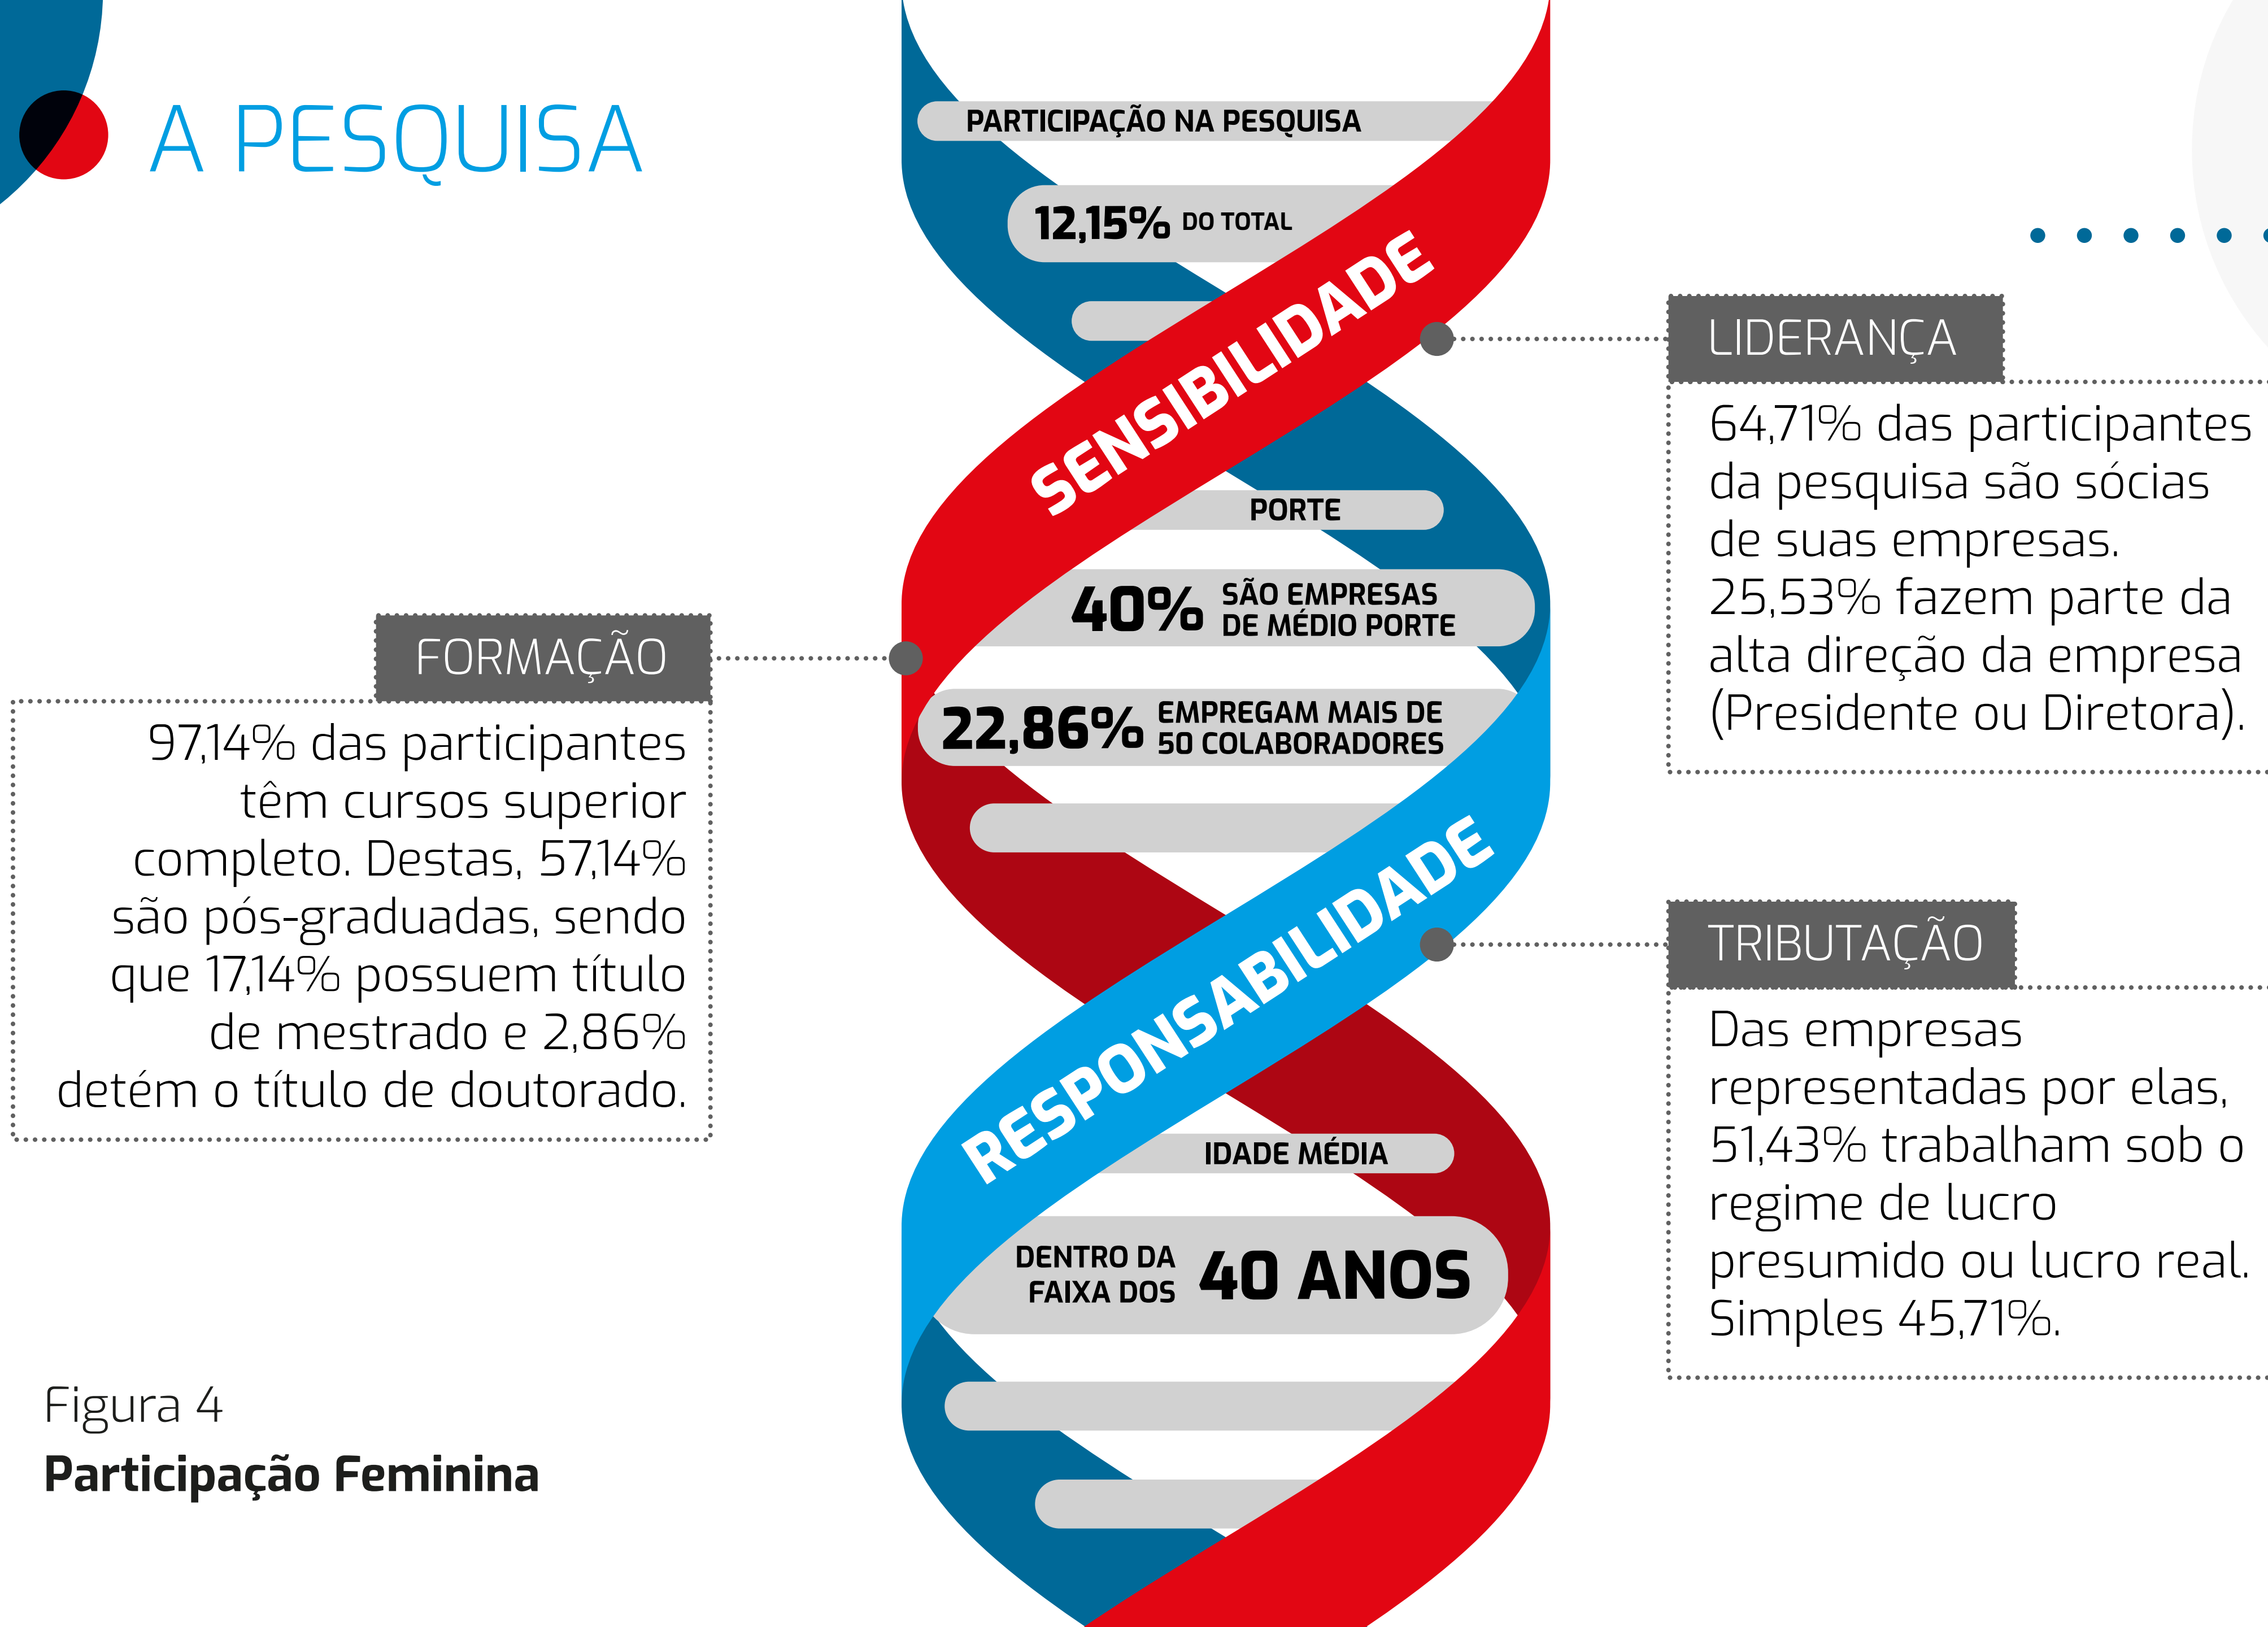 A PESQUISA
PARTICIPAÇÃO NA PESQUISA
12,15% DO TOTAL
SENSIBILIDADE
LIDERANÇA
64,71% das participantes
da pesquisa são sócias
de suas empresas.
25,53% fazem parte da
alta direção da empresa
(Presidente ou Diretora).
PORTE
40% SÃO EMPRESAS
DE MÉDIO PORTE
22,86% EMPREGAM MAIS DE
50 COLABORADORES
FORMAÇÃO
97,14% das participantes
têm cursos superior
completo. Destas, 57,14%
são pós-graduadas, sendo
que 17,14% possuem título
de mestrado e 2,86%
detém o título de doutorado.
RESPONSABILIDADE
TRIBUTAÇÃO
Das empresas
representadas por elas,
51,43% trabalham sob o
regime de lucro
presumido ou lucro real.
Simples 45,71%.
IDADE MÉDIA
DENTRO DA
FAIXA DOS 40 ANOS
Figura 4
Participação Feminina